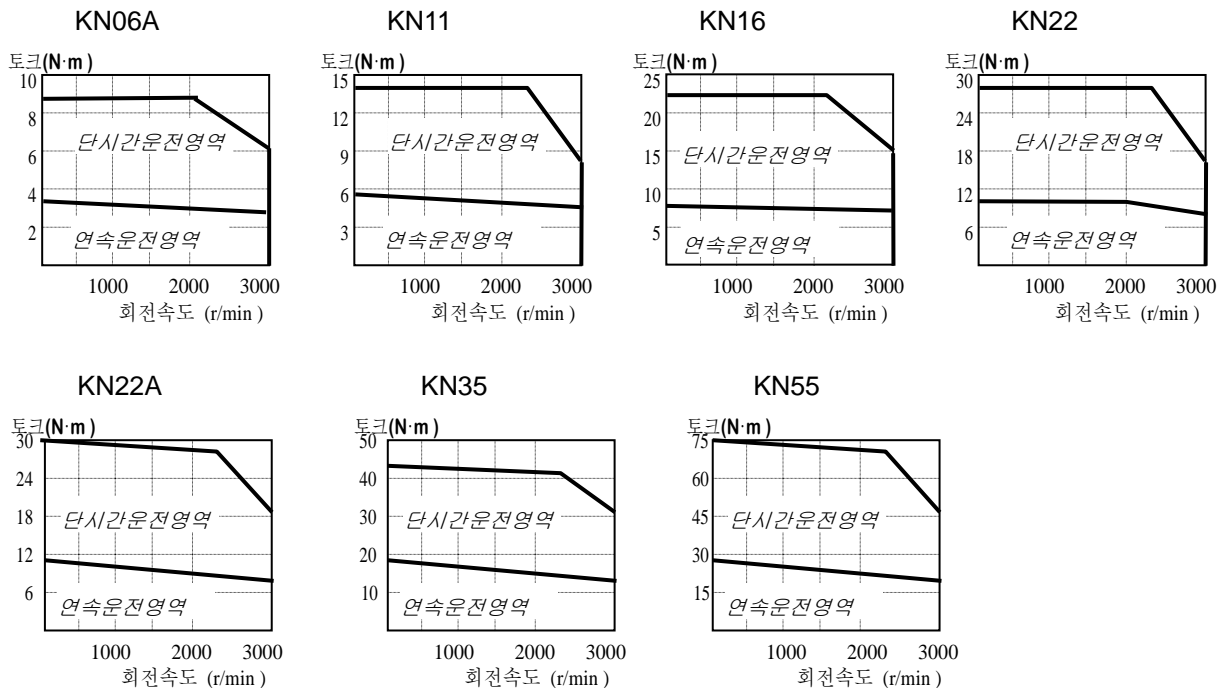 KN06A
토크(N·m )
10
8
6
4
2
단시간운전영역
연속운전영역
1000 2000 3000
회전속도 (r/min )
KN11
토크(N·m )
15
12
9
6
3
단시간운전영역
연속운전영역
1000 2000 3000
회전속도 (r/min )
KN16
토크(N·m )
25
20
15
10
5
단시간운전영역
연속운전영역
1000 2000 3000
회전속도 (r/min )
KN22
토크(N·m )
30
24
18
12
6
단시간운전영역
연속운전영역
1000 2000 3000
회전속도 (r/min )
KN22A
토크(N·m )
30
24
18
12
6
단시간운전영역
연속운전영역
1000 2000 3000
회전속도 (r/min )
KN35
토크(N·m )
50
40
30
20
10
단시간운전영역
연속운전영역
1000 2000 3000
회전속도 (r/min )
KN55
토크(N·m )
75
60
45
30
15
단시간운전영역
연속운전영역
1000 2000 3000
회전속도 (r/min )